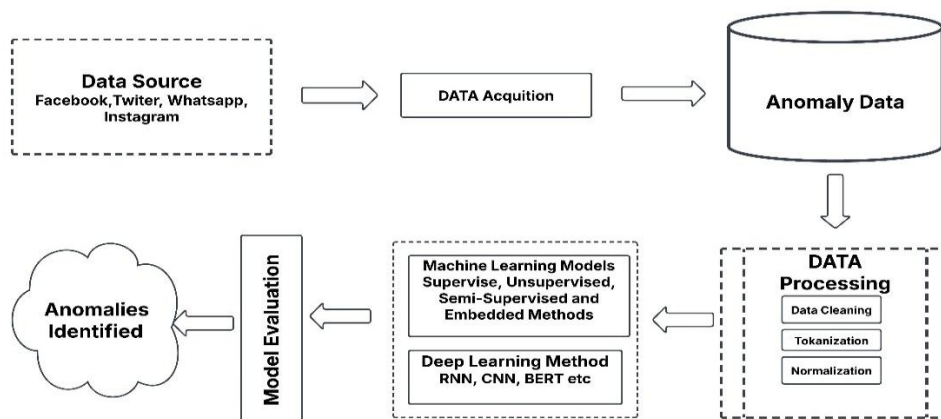 Data Source
Facebook,Twiter, Whatsapp,
Instagram
DATA Acquition
Anomaly Data
DATA
Processing
Data Cleaning
Tokanization
Normalization
Machine Learning Models
Supervise, Unsupervised,
Semi-Supervised and
Embedded Methods
Deep Learning Method
RNN, CNN, BERT etc
Model Evaluation
Anomalies
Identified